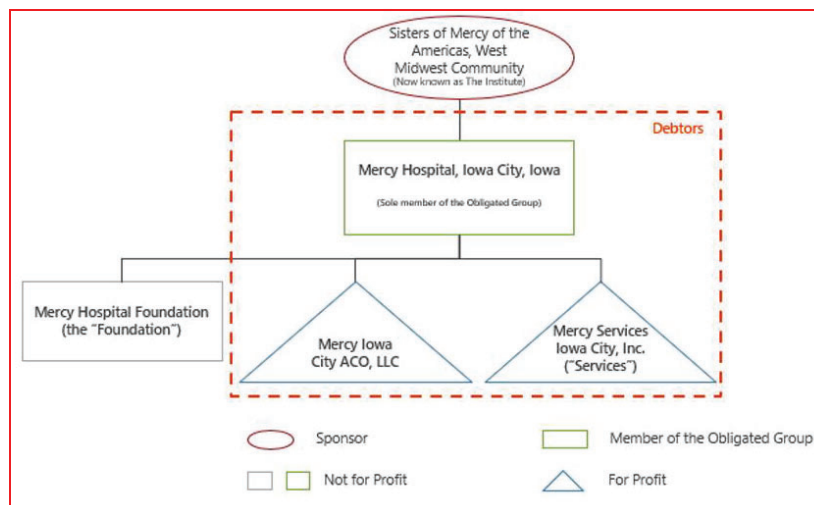 Sisters of Mercy of the
Americas, West
Midwest Community
(Now known as The Institute)
Debtors
Mercy Hospital, Iowa City, Iowa
(Sole member of the Obligated Group)
Mercy Hospital Foundation
(the “Foundation”)
Mercy Iowa
City ACO, LLC
Mercy Services
Iowa City, Inc.
(“Services”)
Sponsor
Member of the Obligated Group
Not for Profit
For Profit